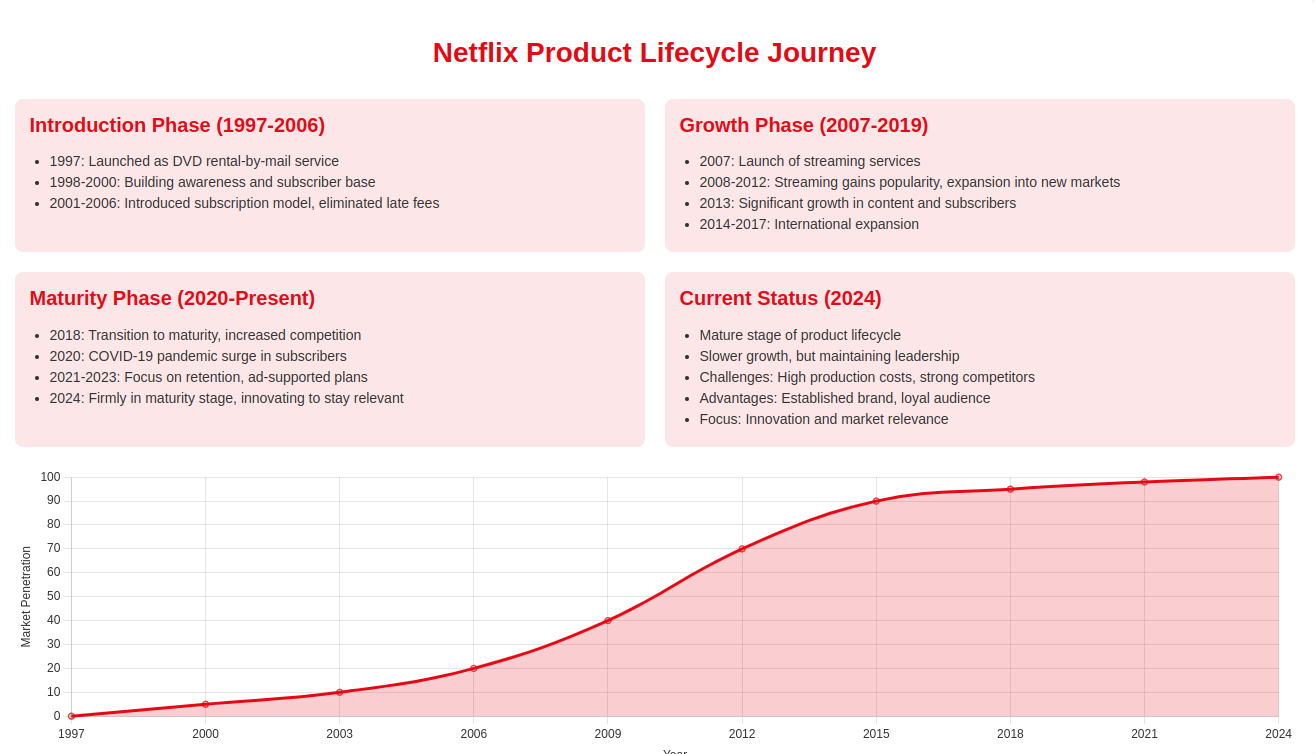 Netflix Product Lifecycle Journey
Introduction Phase (1997-2006)
1997: Launched as DVD rental-by-mail service
1998-2000: Building awareness and subscriber base
2001-2006: Introduced subscription model, eliminated late fees
Growth Phase (2007-2019)
2007: Launch of streaming services
2008-2012: Streaming gains popularity, expansion into new markets
2013: Significant growth in content and subscribers
2014-2017: International expansion
Maturity Phase (2020-Present)
2018: Transition to maturity, increased competition
2020: COVID-19 pandemic surge in subscribers
2021-2023: Focus on retention, ad-supported plans
2024: Firmly in maturity stage, innovating to stay relevant
Current Status (2024)
Mature stage of product lifecycle
Slower growth, but maintaining leadership
Challenges: High production costs, strong competitors
Advantages: Established brand, loyal audience
Focus: Innovation and market relevance
Market Penetration
100
90
80
70
60
50
40
30
20
10
0
1997 2000 2003 2006 2009 2012 2015 2018 2021 2024
Year